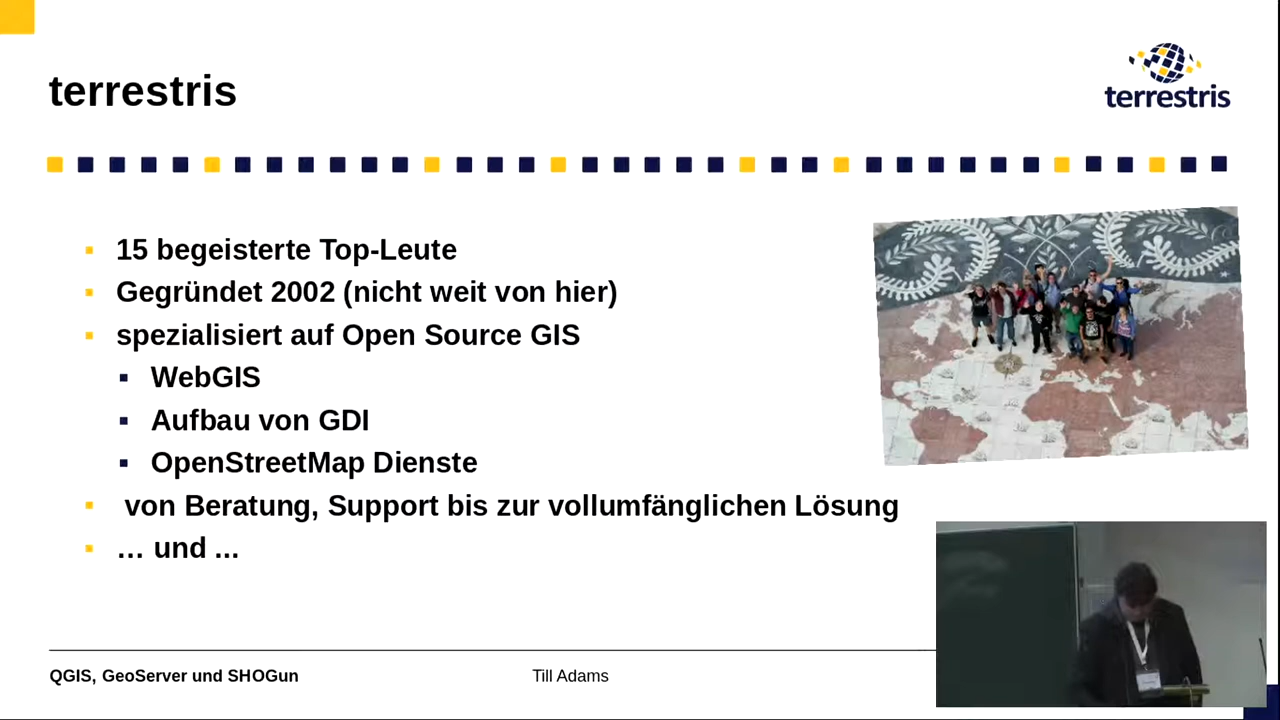 terrestris
terrestris
15 begeisterte Top-Leute
Gegründet 2002 (nicht weit von hier)
spezialisiert auf Open Source GIS
WebGIS
Aufbau von GDI
OpenStreetMap Dienste
von Beratung, Support bis zur vollumfänglichen Lösung
… und ...
QGIS, GeoServer und SHOGun
Till Adams